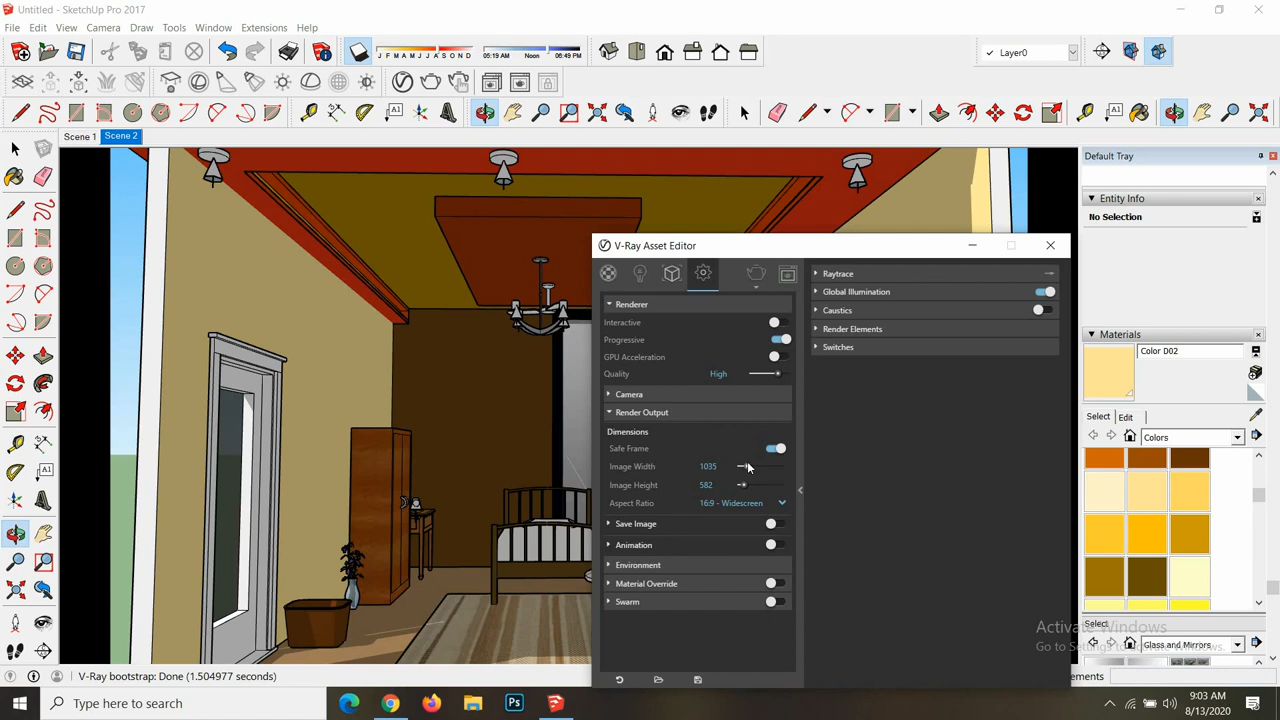 Untitled - SketchUp Pro 2017
File Edit View Camera Draw Tools Window Extensions Help
J F M A M J J A S O N D
05:19 AM Noon 06:49 PM
Layer0
Scene 1 Scene 2
Default Tray
Entity Info
No Selection
V-Ray Asset Editor
Renderer
Interactive
Progressive
GPU Acceleration
Quality High
Camera
Render Output
Dimensions
Safe Frame
Image Width 1035
Image Height 582
Aspect Ratio 16:9 - Widescreen
Save Image
Animation
Environment
Material Override
Swarm
Raytrace
Global Illumination
Caustics
Render Elements
Switches
Materials
Color D02
Select Edit
Colors
Select
Glass and Mirrors
Activate Windows
Go to Settings to activate Windows.
V-Ray bootstrap: Done (1.504977 seconds)
Type here to search
9:03 AM
8/13/2020